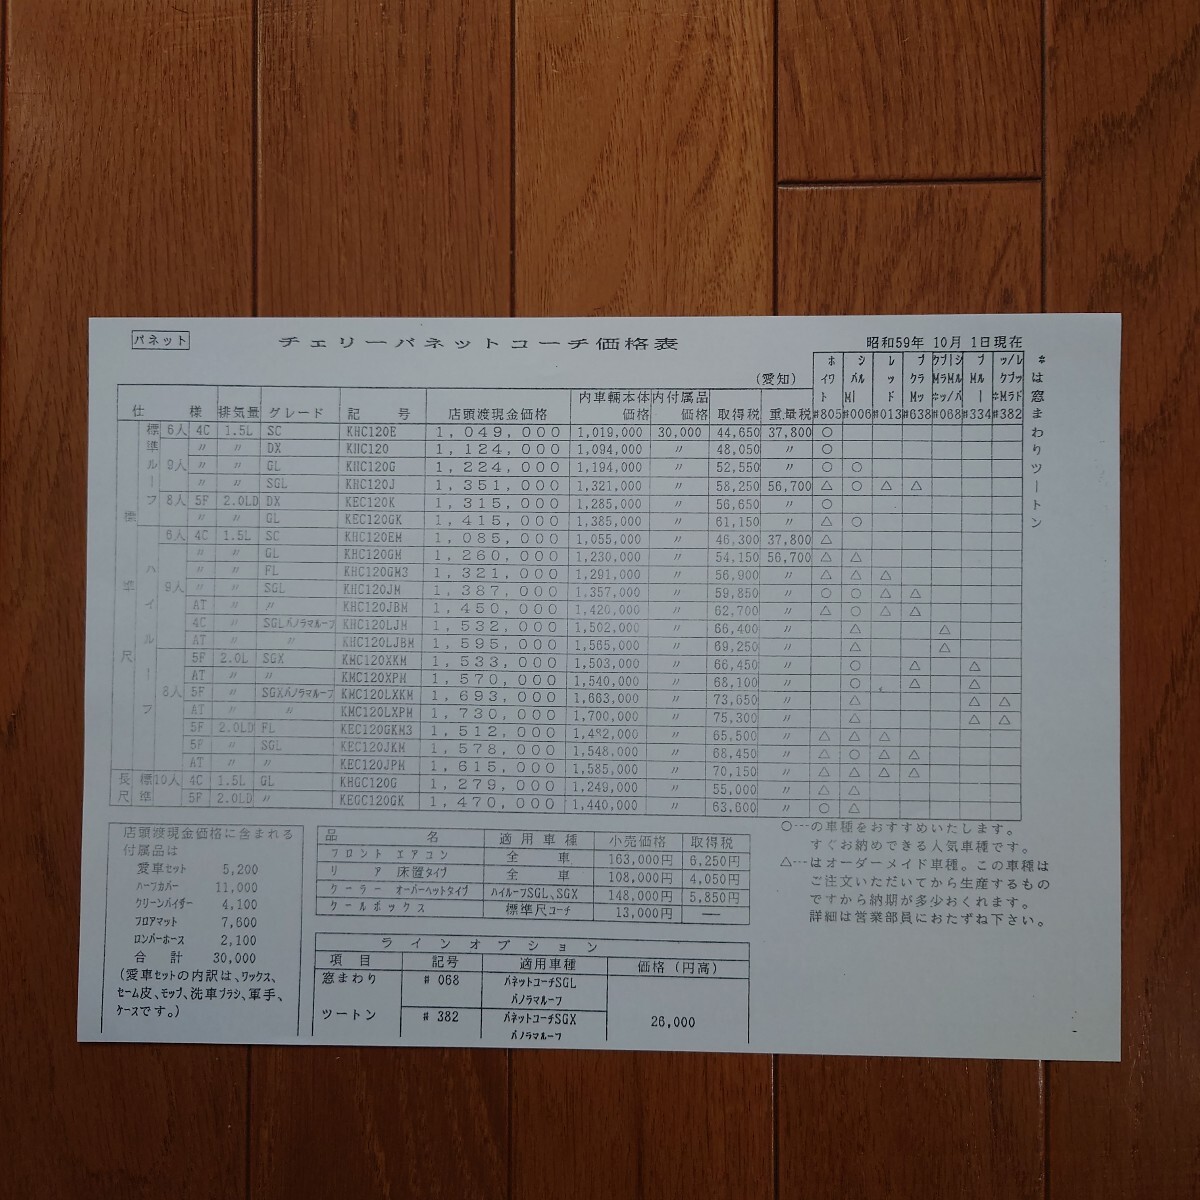 バネット
チェリーバネットコーチ価格表
昭和59年 10月 1日現在
(愛知)
ホワイト シルバM レッド ブラック
#805 #006 #013 #638 #068 #334 #382
※は窓まわりツートン
仕 様 排気量 グレード 記 号 店頭渡現金価格 内車輌本体価格 内付属品価格 取得税 重量税
標準尺
標準ルーフ
6人 4C 1.5L SC KHC120E 1,049,000 1,019,000 30,000 44,650 37,800 ○
9人 〃 〃 DX KHC120 1,124,000 1,094,000 〃 48,050 〃 ○
〃 〃 GL KHC120G 1,224,000 1,194,000 〃 52,550 〃 ○ ○
〃 〃 SGL KHC120J 1,351,000 1,321,000 〃 58,250 56,700 △ ○ △ △
8人 5F 2.0LD DX KEC120K 1,315,000 1,285,000 〃 56,650 〃 ○
〃 〃 GL KEC120GK 1,415,000 1,385,000 〃 61,150 〃 △ ○
ハイルーフ
6人 4C 1.5L SC KHC120EM 1,085,000 1,055,000 〃 46,300 37,800 △
9人 〃 〃 GL KHC120GM 1,260,000 1,230,000 〃 54,150 56,700 △ △
〃 〃 FL KHC120GM3 1,321,000 1,291,000 〃 56,900 〃 △ △ △
〃 〃 SGL KHC120JM 1,387,000 1,357,000 〃 59,850 〃 ○ ○ △ △
AT 〃 〃 KHC120JBM 1,450,000 1,420,000 〃 62,700 〃 △ ○ △ △
4C 〃 SGLパノラマルーフ KHC120LJM 1,532,000 1,502,000 〃 66,400 〃 △ △
AT 〃 〃 KHC120LJBM 1,595,000 1,565,000 〃 69,250 〃 △ △
8人 5F 2.0L SGX KMC120XKM 1,533,000 1,503,000 〃 66,450 〃 ○ △ △
AT 〃 〃 KMC120XPM 1,570,000 1,540,000 〃 68,100 〃 ○ △ △
5F 〃 SGXパノラマルーフ KMC120LXKM 1,693,000 1,663,000 〃 73,650 〃 △ △ △
AT 〃 〃 KMC120LXPM 1,730,000 1,700,000 〃 75,300 〃 △ △ △
5F 2.0LD FL KEC120GKM3 1,512,000 1,482,000 〃 65,500 〃 △ △ △
5F 〃 SGL KEC120JKM 1,578,000 1,548,000 〃 68,450 〃 △ ○ △ △
AT 〃 〃 KEC120JPM 1,615,000 1,585,000 〃 70,150 〃 △ △ △ △
長尺 標準 10人 4C 1.5L GL KHGC120G 1,279,000 1,249,000 〃 55,000 〃 △ △
5F 2.0LD 〃 KEGC120GK 1,470,000 1,440,000 〃 63,600 〃 ○ △
店頭渡現金価格に含まれる
付属品は
愛車セット 5,200
ハーフカバー 11,000
クリーンバイザー 4,100
フロアマット 7,600
ロンバーホース 2,100
合 計 30,000
(愛車セットの内訳は、ワックス、
セーム皮、モップ、洗車ブラシ、軍手、
ケースです。)
品 名 適用車種 小売価格 取得税
フロント エアコン 全 車 163,000円 6,250円
リ ア 床置タイプ 全 車 108,000円 4,050円
クーラー オーバーヘットタイプ ハイルーフSGL、SGX 148,000円 5,850円
クールボックス 標準尺コーチ 13,000円 ―
ラインオプション
項 目 記号 適用車種 価格(円高)
窓まわり # 068 バネットコーチSGL
パノラマルーフ
ツートン # 382 バネットコーチSGX 26,000
パノラマルーフ
○…の車種をおすすめいたします。
すぐお納めできる人気車種です。
△…はオーダーメイド車種。この車種は
ご注文いただいてから生産するもの
ですから納期が多少おくれます。
詳細は営業部員におたずね下さい。